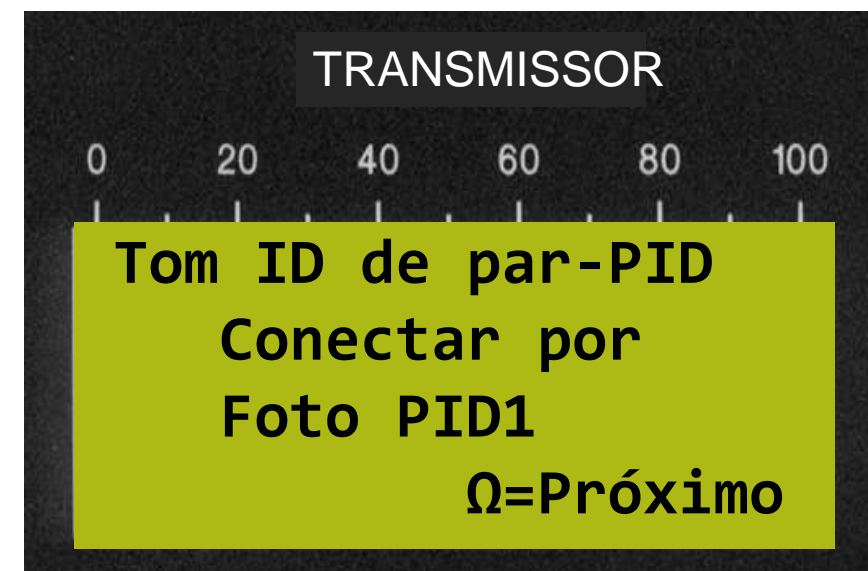 TRANSMISSOR
0 20 40 60 80 100
Tom ID de par-PID
Conectar por
Foto PID1
Ω=Próximo